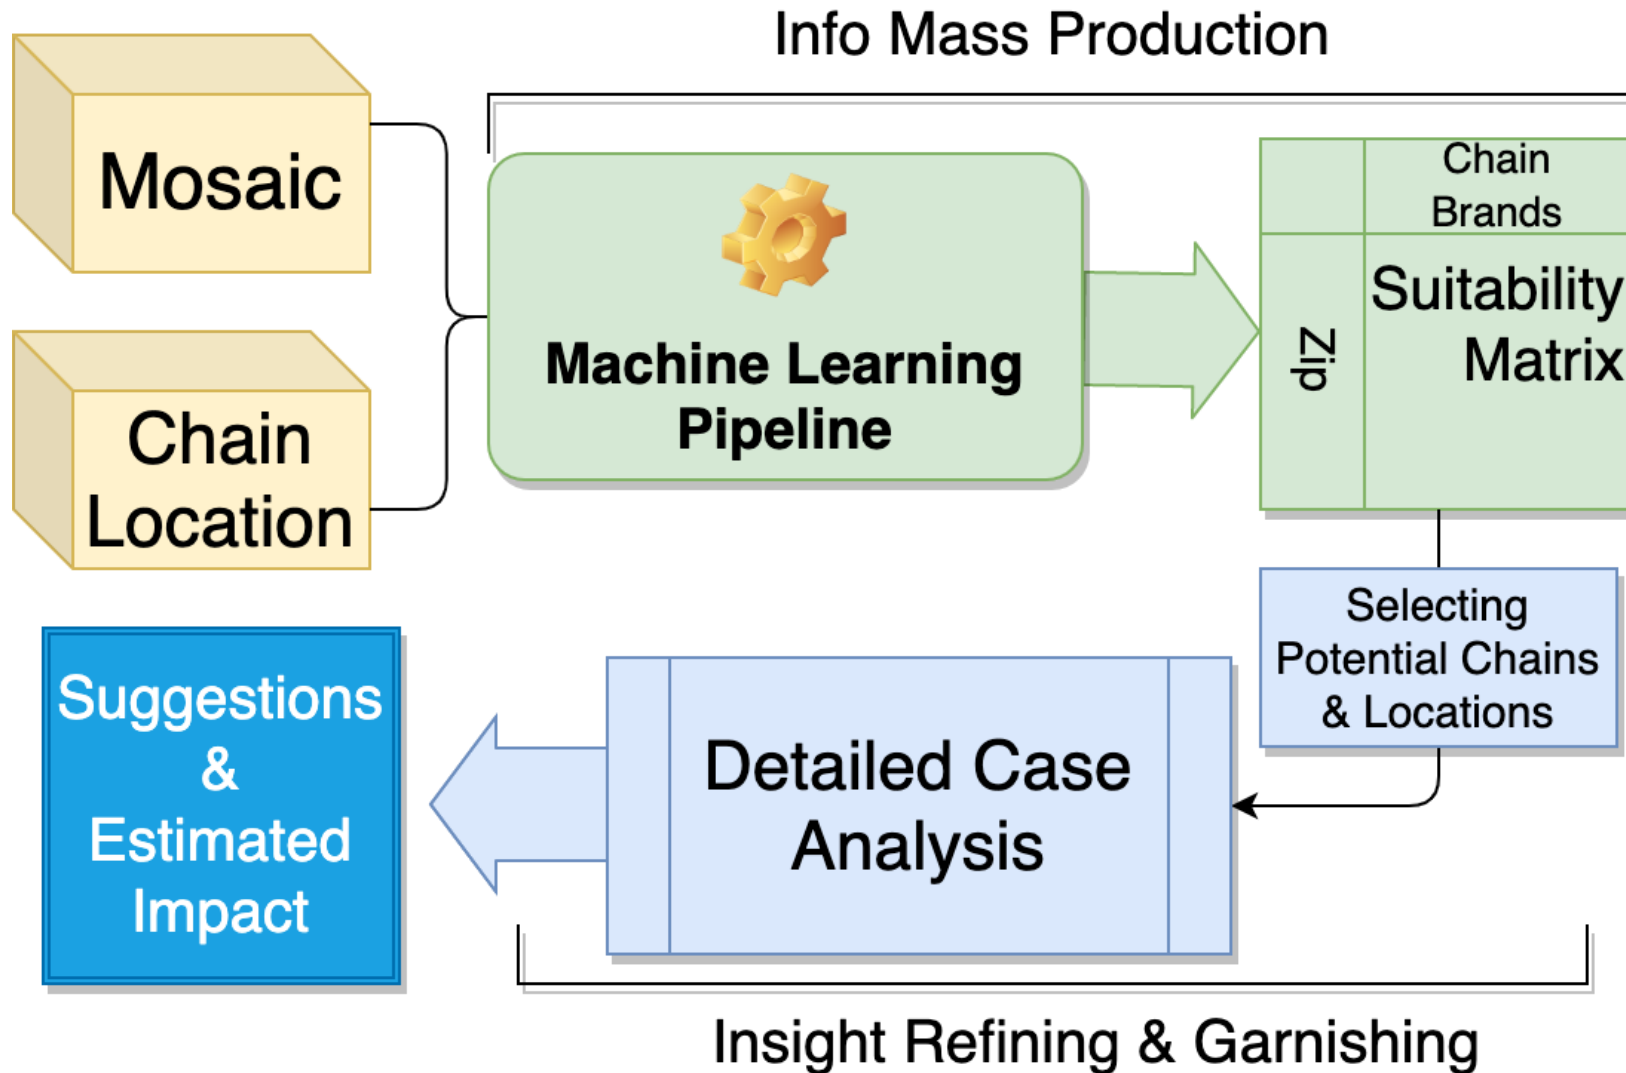 Info Mass Production
Mosaic
Chain
Location
Machine Learning
Pipeline
Chain
Brands
Zip
Suitability
Matrix
Selecting
Potential Chains
& Locations
Detailed Case
Analysis
Suggestions
&
Estimated
Impact
Insight Refining & Garnishing